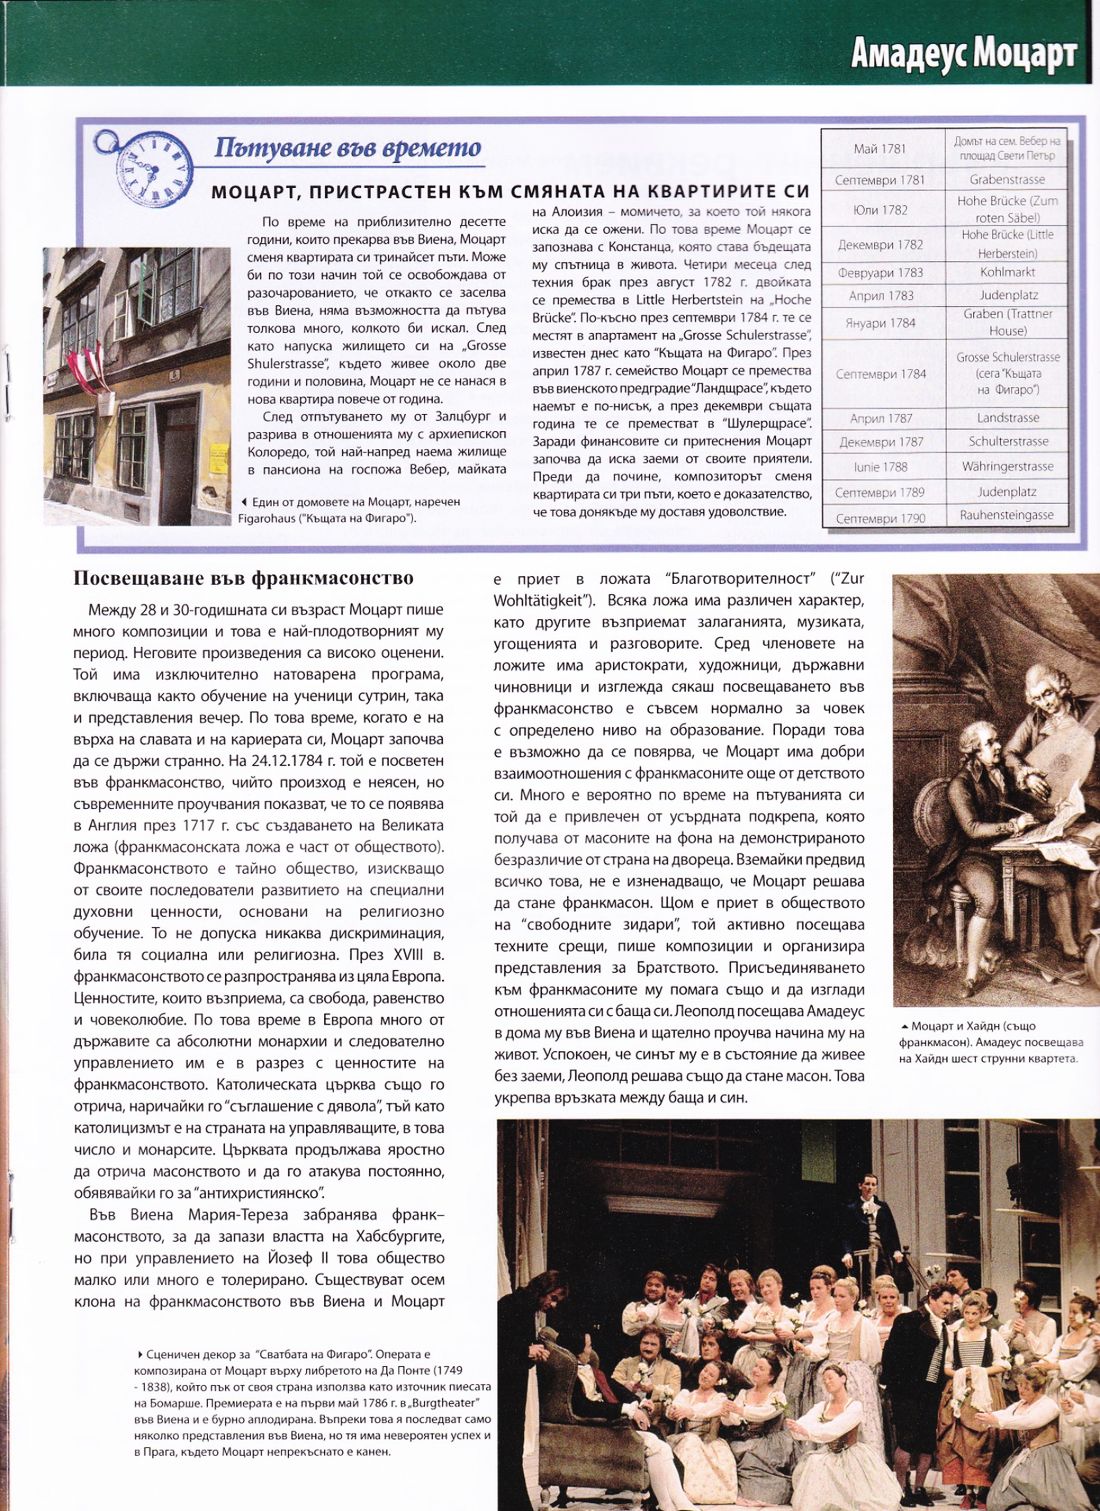 Амадеус Моцарт
Пътуване във времето
МОЦАРТ, ПРИСТРАСТЕН КЪМ СМЯНАТА НА КВАРТИРИТЕ СИ
По време на приблизително десетте
години, които прекарва във Виена, Моцарт
сменя квартирата си тринайсет пъти. Може
би по този начин той се освобождава от
разочарованието, че откакто се заселва
във Виена, няма възможността да пътува
толкова много, колкото би искал. След
като напуска жилището си на „Grosse
Shulerstrasse”, където живее около две
години и половина, Моцарт не се нанася в
нова квартира повече от година.
След отпътуването му от Залцбург и
разрива в отношенията му с архиепископ
Колоредо, той най-напред наема жилище
в пансиона на госпожа Вебер, майката
Един от домовете на Моцарт, наречен
Figarohaus ("Къщата на Фигаро").
на Алоизия – момичето, за което той някога
иска да се ожени. По това време Моцарт се
запознава с Констанца, която става бъдещата
му спътница в живота. Четири месеца след
техния брак през август 1782 г. двойката
се премества в Little Herbertstein на „Hoche
Brücke”. По-късно през септември 1784 г. те се
местят в апартамент на „Grosse Schulerstrasse”,
известен днес като “Къщата на Фигаро”. През
април 1787 г. семейство Моцарт се премества
във виенското предградие “Ландщрасе”, където
наемът е по-нисък, а през декември същата
година те се преместват в “Шулерщрасе”.
Заради финансовите си притеснения Моцарт
започва да иска заеми от своите приятели.
Преди да почине, композиторът сменя
квартирата си три пъти, което е доказателство,
че това донякъде му доставя удоволствие.
Май 1781 Домът на сем. Вебер на
площад Свети Петър
Септември 1781 Grabenstrasse
Юли 1782 Hohe Brücke (Zum
roten Säbel)
Декември 1782 Hohe Brücke (Little
Herberstein)
Февруари 1783 Kohlmarkt
Април 1783 Judenplatz
Януари 1784 Graben (Trattner
House)
Септември 1784 Grosse Schulerstrasse
(сега “Къщата
на Фигаро”)
Април 1787 Landstrasse
Декември 1787 Schulterstrasse
Iunie 1788 Währingerstrasse
Септември 1789 Judenplatz
Септември 1790 Rauhensteingasse
Посвещаване във франкмасонство
Между 28 и 30-годишната си възраст Моцарт пише
много композиции и това е най-плодотворният му
период. Неговите произведения са високо оценени.
Той има изключително натоварена програма,
включваща както обучение на ученици сутрин, така
и представления вечер. По това време, когато е на
върха на славата и на кариерата си, Моцарт започва
да се държи странно. На 24.12.1784 г. той е посветен
във франкмасонство, чийто произход е неясен, но
съвременните проучвания показват, че то се появява
в Англия през 1717 г. със създаването на Великата
ложа (франкмасонската ложа е част от обществото).
Франкмасонството е тайно общество, изискващо
от своите последователи развитието на специални
духовни ценности, основани на религиозно
обучение. То не допуска никаква дискриминация,
била тя социална или религиозна. През XVIII в.
франкмасонството се разпространява из цяла Европа.
Ценностите, които възприема, са свобода, равенство
и човеколюбие. По това време в Европа много от
държавите са абсолютни монархии и следователно
управлението им е в разрез с ценностите на
франкмасонството. Католическата църква също го
отрича, наричайки го “съглашение с дявола”, тъй като
католицизмът е на страната на управляващите, в това
число и монарсите. Църквата продължава яростно
да отрича масонството и да го атакува постоянно,
обявявайки го за “антихристиянско”.
Във Виена Мария-Тереза забранява франк–
масонството, за да запази властта на Хабсбургите,
но при управлението на Йозеф II това общество
малко или много е толерирано. Съществуват осем
клона на франкмасонството във Виена и Моцарт
е приет в ложата “Благотворителност” (“Zur
Wohltätigkeit”). Всяка ложа има различен характер,
като другите възприемат залаганията, музиката,
угощенията и разговорите. Сред членовете на
ложите има аристократи, художници, държавни
чиновници и изглежда сякаш посвещаването във
франкмасонство е съвсем нормално за човек
с определено ниво на образование. Поради това
е възможно да се повярва, че Моцарт има добри
взаимоотношения с франкмасоните още от детството
си. Много е вероятно по време на пътуванията си
той да е привлечен от усърдната подкрепа, която
получава от масоните на фона на демонстрираното
безразличие от страна на двореца. Вземайки предвид
всичко това, не е изненадващо, че Моцарт решава
да стане франкмасон. Щом е приет в обществото
на “свободните зидари”, той активно посещава
техните срещи, пише композиции и организира
представления за Братството. Присъединяването
към франкмасоните му помага също и да изглади
отношенията си с баща си. Леополд посещава Амадеус
в дома му във Виена и щателно проучва начина му на
живот. Успокоен, че синът му е в състояние да живее
без заеми, Леополд решава също да стане масон. Това
укрепва връзката между баща и син.
Моцарт и Хайдн (също
франкмасон). Амадеус посвещава
на Хайдн шест струнни квартета.
Сценичен декор за “Сватбата на Фигаро”. Операта е
композирана от Моцарт върху либретото на Да Понте (1749
- 1838), който пък от своя страна използва като източник пиесата
на Бомарше. Премиерата е на първи май 1786 г. в „Burgtheater”
във Виена и е бурно аплодирана. Въпреки това я последват само
няколко представления във Виена, но тя има невероятен успех и
в Прага, където Моцарт непрекъснато е канен.